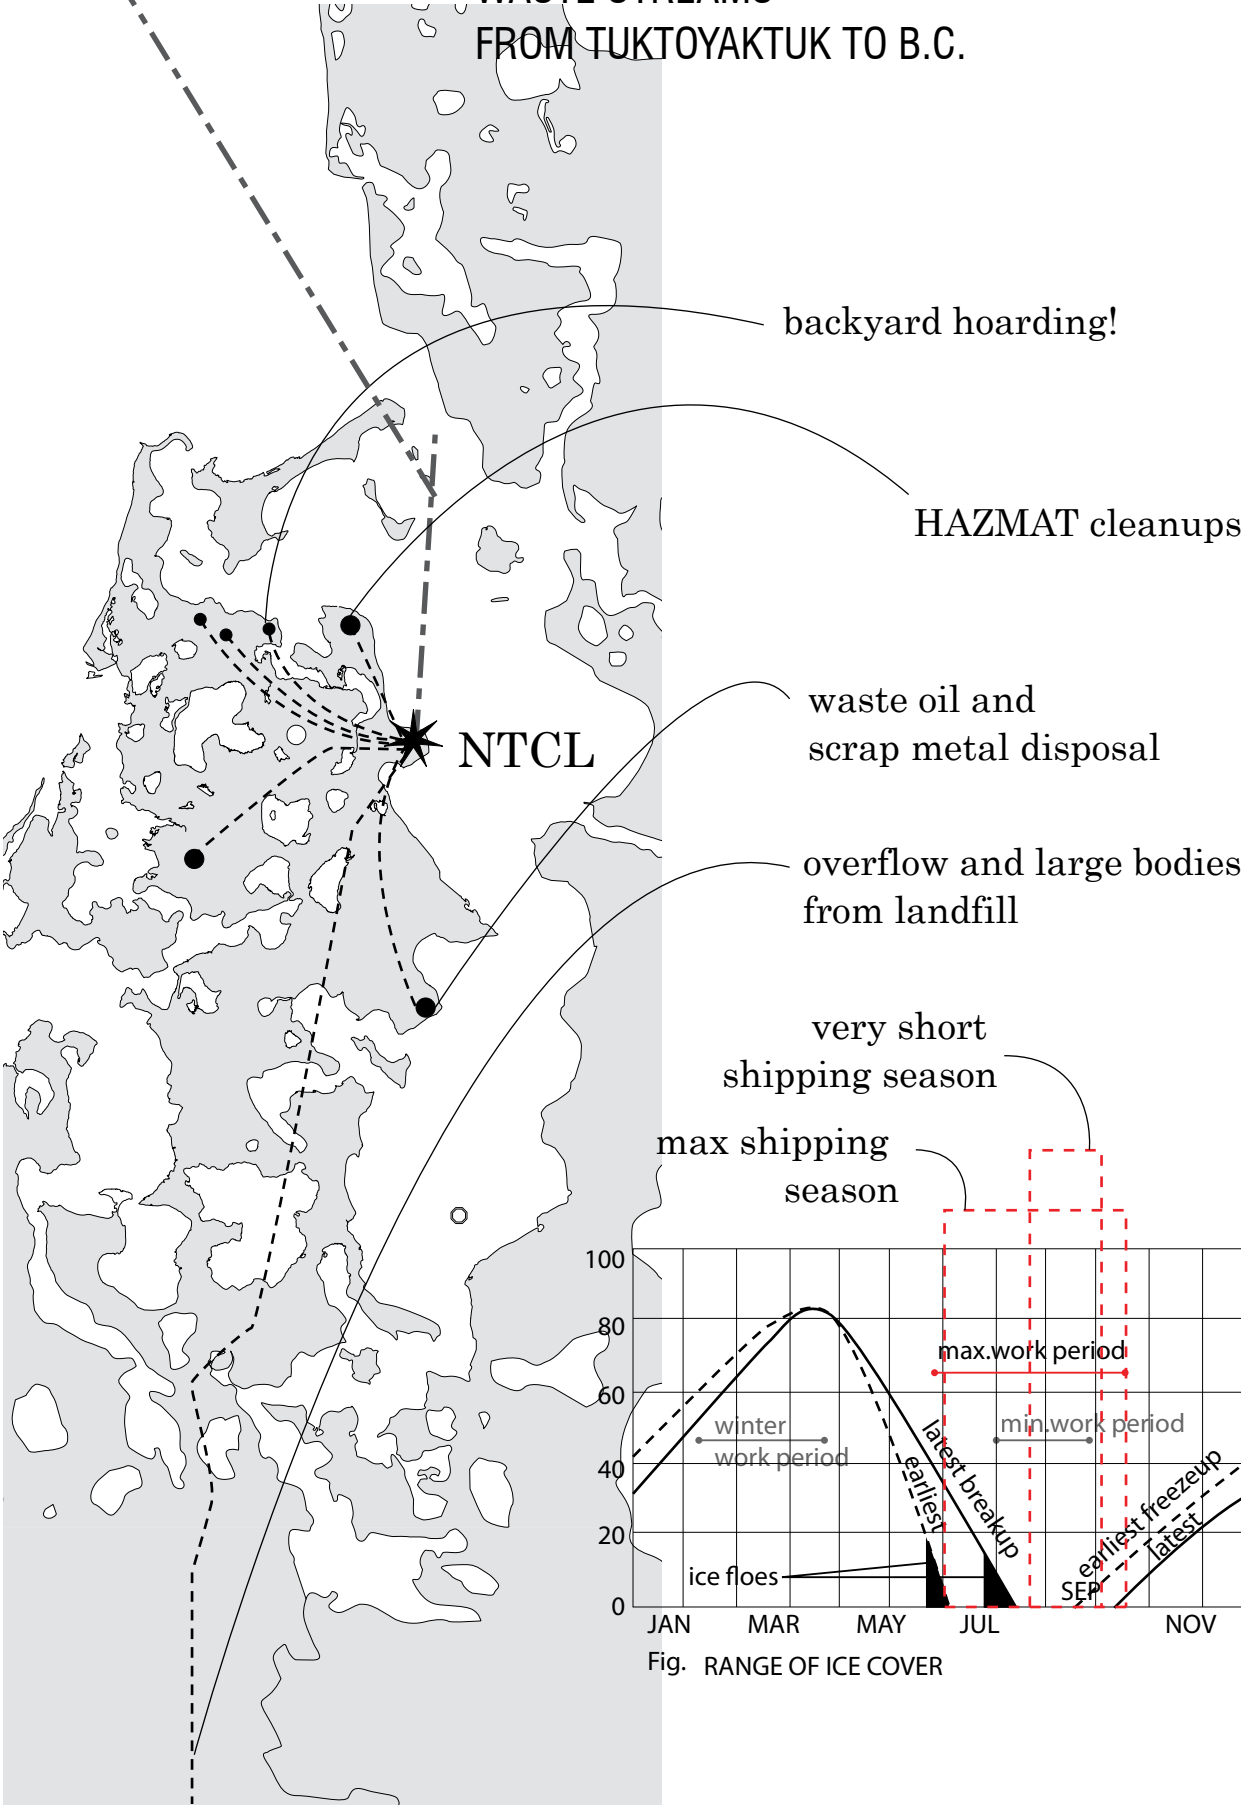 WASTE STREAMS
FROM TUKTOYAKTUK TO B.C.
backyard hoarding!
HAZMAT cleanups
NTCL
waste oil and
scrap metal disposal
overflow and large bodies
from landfill
very short
shipping season
max shipping
season
100
80
60
40
20
0
max.work period
winter
work period
min.work period
latest breakup
earliest
earliest freezeup
latest
ice floes
SEP
JAN
MAR
MAY
JUL
NOV
Fig. RANGE OF ICE COVER